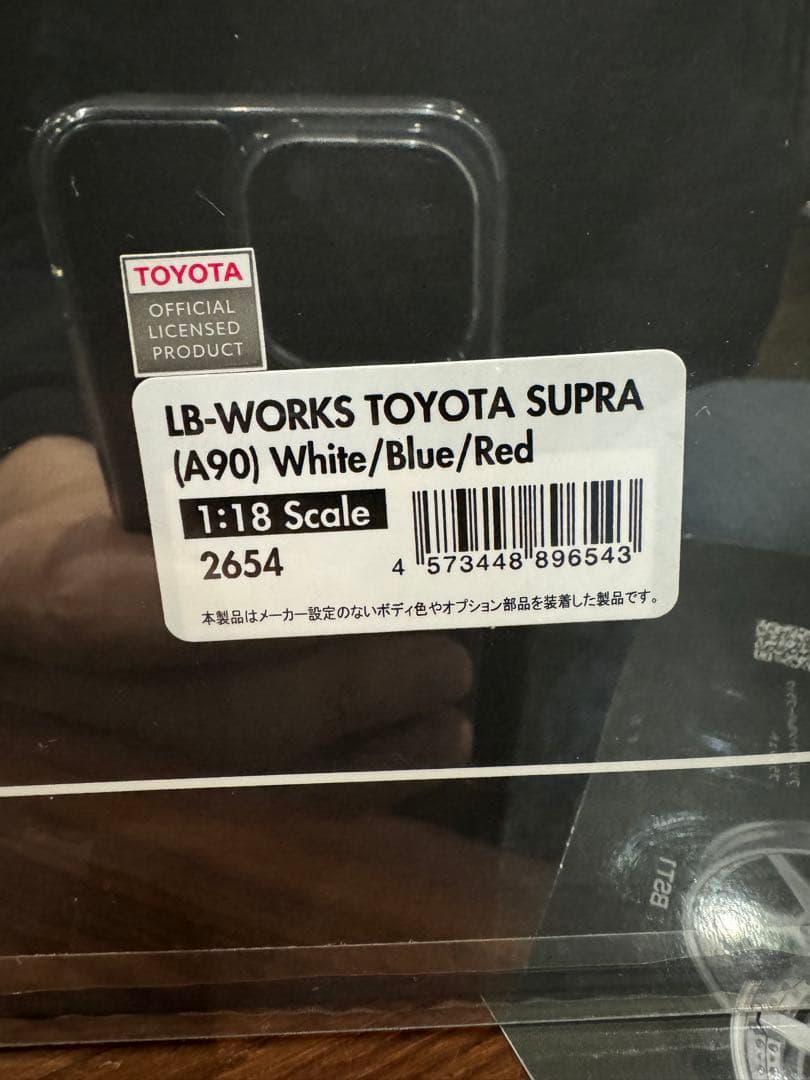 TOYOTA
OFFICIAL
LICENSED
PRODUCT
LB-WORKS TOYOTA SUPRA
(A90) White/Blue/Red
1:18 Scale
2654
4 573448 896543
本製品はメーカー設定のないボディ色やオプション部品を装着した製品です。